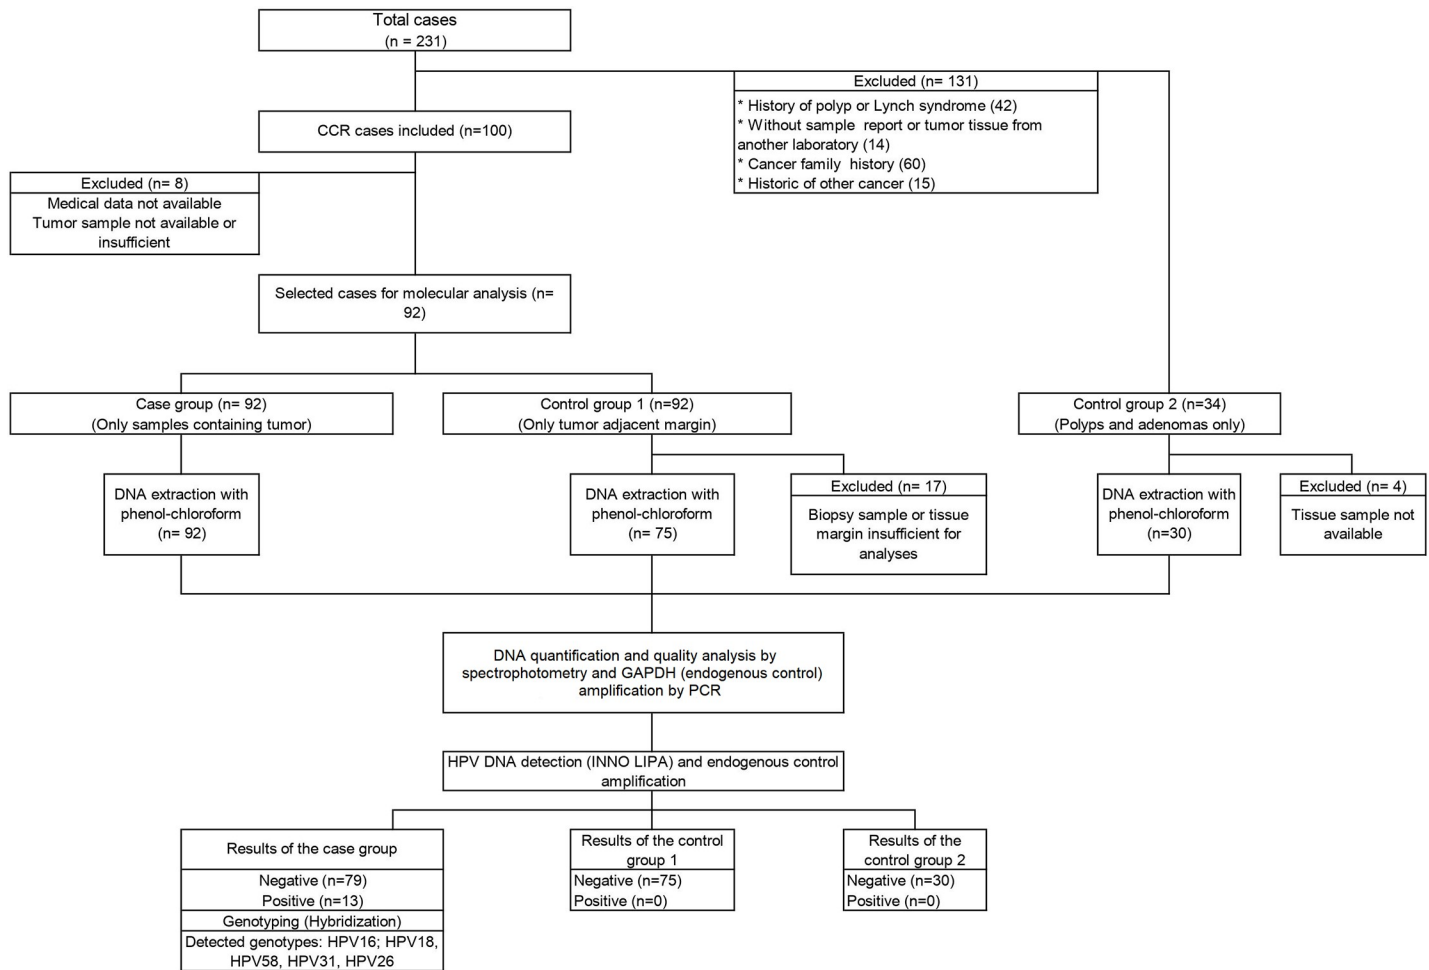 Total cases
(n = 231)
Excluded (n= 131)
* History of polyp or Lynch syndrome (42)
* Without sample report or tumor tissue from
another laboratory (14)
* Cancer family history (60)
* Historic of other cancer (15)
CCR cases included (n=100)
Excluded (n= 8)
Medical data not available
Tumor sample not available or
insufficient
Selected cases for molecular analysis (n=
92)
Case group (n= 92)
(Only samples containing tumor)
Control group 1 (n=92)
(Only tumor adjacent margin)
Control group 2 (n=34)
(Polyps and adenomas only)
DNA extraction with
phenol-chloroform
(n= 92)
DNA extraction with
phenol-chloroform
(n= 75)
Excluded (n= 17)
Biopsy sample or tissue
margin insufficient for
analyses
DNA extraction with
phenol-chloroform
(n=30)
Excluded (n= 4)
Tissue sample not
available
DNA quantification and quality analysis by
spectrophotometry and GAPDH (endogenous control)
amplification by PCR
HPV DNA detection (INNO LIPA) and endogenous control
amplification
Results of the case group
Negative (n=79)
Positive (n=13)
Genotyping (Hybridization)
Detected genotypes: HPV16; HPV18,
HPV58, HPV31, HPV26
Results of the control
group 1
Negative (n=75)
Positive (n=0)
Results of the
control group 2
Negative (n=30)
Positive (n=0)